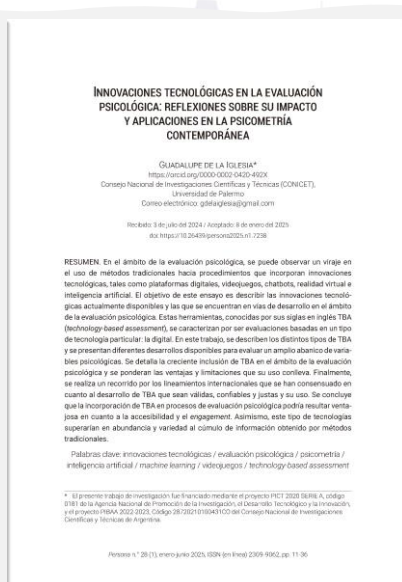 INNOVACIONES TECNOLÓGICAS EN LA EVALUACIÓN
PSICOLÓGICA: REFLEXIONES SOBRE SU IMPACTO
Y APLICACIONES EN LA PSICOMETRÍA
CONTEMPORÁNEA
GUADALUPE DE LA IGLESIA*
https://orcid.org/0000-0002-0420-492X
Consejo Nacional de Investigaciones Científicas y Técnicas (CONICET),
Universidad de Palermo
Correo electrónico: gdelaiglesia@gmail.com
Recibido: 3 de julio del 2024 / Aceptado: 8 de enero del 2025
doi: https://10.26439/persona2025.n1.7238
RESUMEN. En el ámbito de la evaluación psicológica, se puede observar un viraje en
el uso de métodos tradicionales hacia procedimientos que incorporan innovaciones
tecnológicas, tales como plataformas digitales, videojuegos, chatbots, realidad virtual e
inteligencia artificial. El objetivo de este ensayo es describir las innovaciones tecnoló-
gicas actualmente disponibles y las que se encuentran en vías de desarrollo en el ámbito
de la evaluación psicológica. Estas herramientas, conocidas por sus siglas en inglés TBA
(technology-based assessment), se caracterizan por ser evaluaciones basadas en un tipo
de tecnología particular: la digital. En este trabajo, se describen los distintos tipos de TBA
y se presentan diferentes desarrollos disponibles para evaluar un amplio abanico de varia-
bles psicológicas. Se detalla la creciente inclusión de TBA en el ámbito de la evaluación
psicológica y se ponderan las ventajas y limitaciones que su uso conlleva. Finalmente,
se realiza un recorrido por los lineamientos internacionales que se han consensuado en
cuanto al desarrollo de TBA que sean válidas, confiables y justas y su uso. Se concluye
que la incorporación de TBA en procesos de evaluación psicológica podría resultar venta-
josa en cuanto a la accesibilidad y el engagement. Asimismo, este tipo de tecnologías
superarían en abundancia y variedad al cúmulo de información obtenido por métodos
tradicionales.
Palabras clave: innovaciones tecnológicas / evaluación psicológica / psicometría /
inteligencia artificial / machine learning / videojuegos / technology-based assessment
* El presente trabajo de investigación fue financiado mediante el proyecto PICT 2020 SERIE A, código
0181 de la Agencia Nacional de Promoción de la Investigación, el Desarrollo Tecnológico y la Innovación,
y el proyecto PIBAA 2022-2023, Código 28720210100431CO del Consejo Nacional de Investigaciones
Científicas y Técnicas de Argentina.
Persona n.° 28 (1), enero-junio 2025, ISSN (en línea) 2309-9062, pp. 11-36